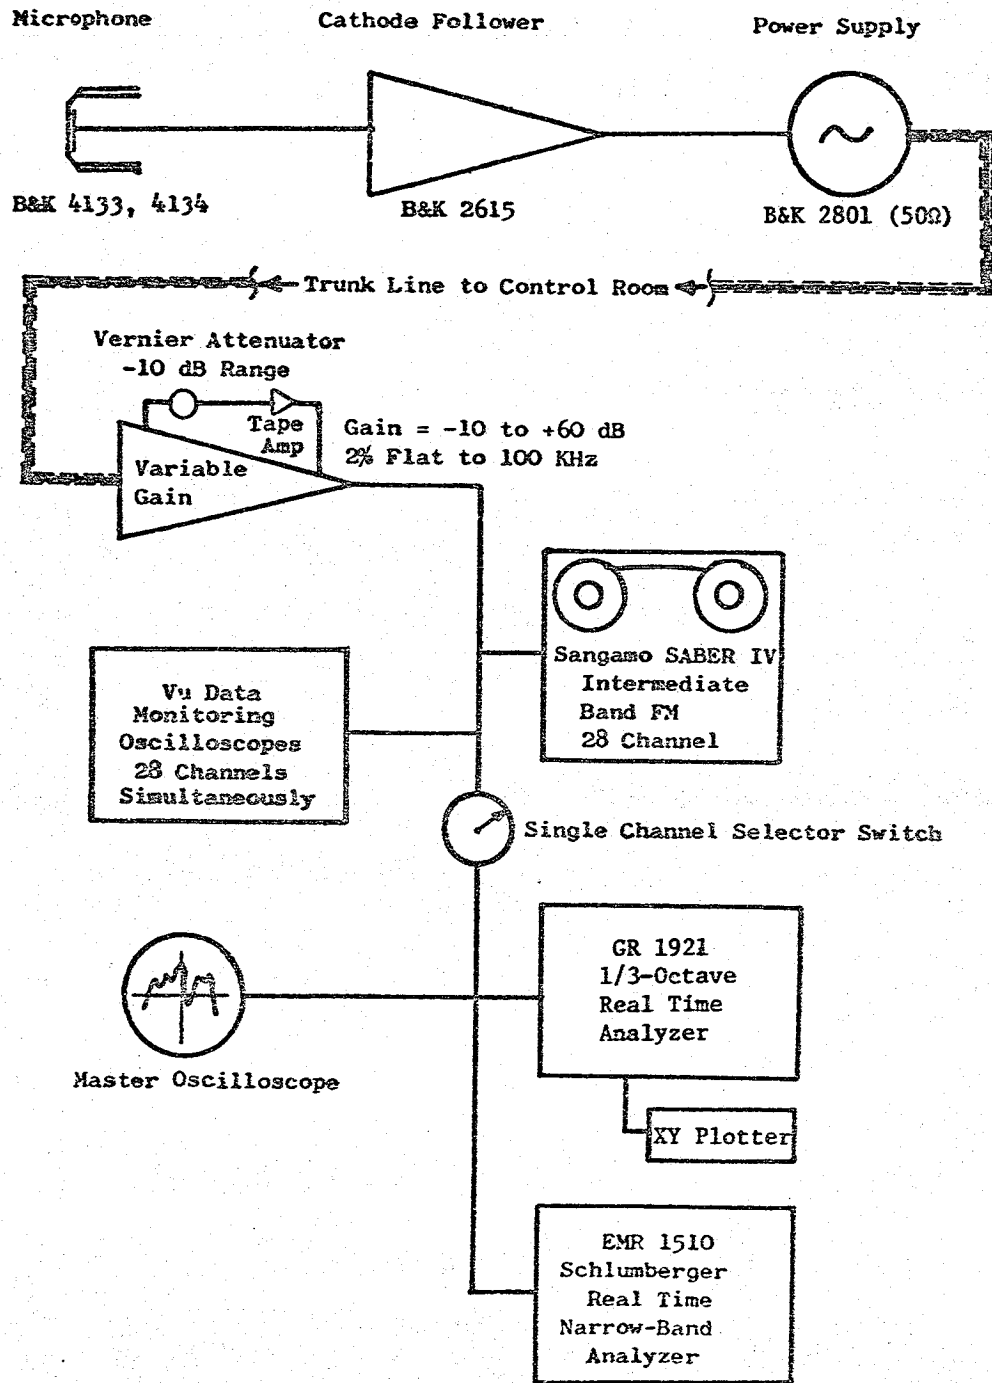 Microphone
Cathode Follower
Power Supply
B&K 4133, 4134
B&K 2615
B&K 2801 (50Ω)
Trunk Line to Control Room
Vernier Attenuator
-10 dB Range
Tape
Amp
Gain = -10 to +60 dB
2% Flat to 100 KHz
Variable
Gain
Sangamo SABER IV
Intermediate
Band FM
28 Channel
Vu Data
Monitoring
Oscilloscopes
28 Channels
Simultaneously
Single Channel Selector Switch
GR 1921
1/3-Octave
Real Time
Analyzer
Master Oscilloscope
XY Plotter
EMR 1510
Schlumberger
Real Time
Narrow-Band
Analyzer